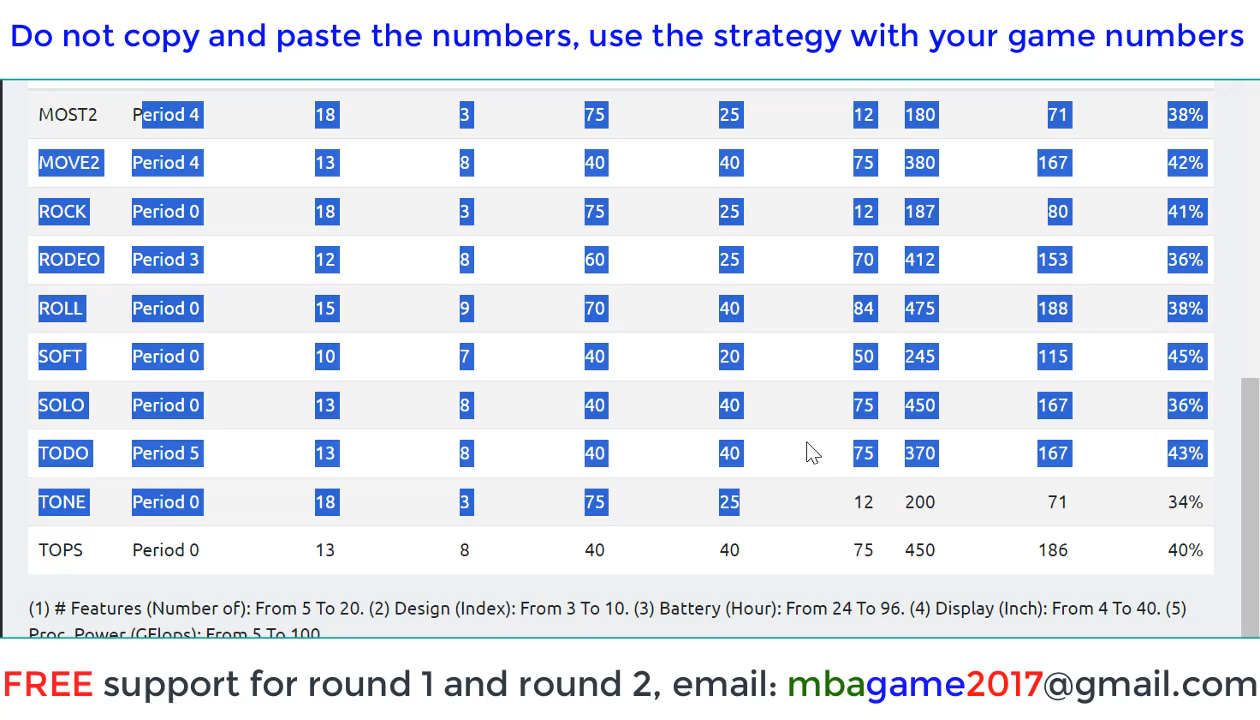 Do not copy and paste the numbers, use the strategy with your game numbers
MOST2 Period 4 18 3 75 25 12 180 71 38%
MOVE2 Period 4 13 8 40 40 75 380 167 42%
ROCK Period 0 18 3 75 25 12 187 80 41%
RODEO Period 3 12 8 60 25 70 412 153 36%
ROLL Period 0 15 9 70 40 84 475 188 38%
SOFT Period 0 10 7 40 20 50 245 115 45%
SOLO Period 0 13 8 40 40 75 450 167 36%
TODO Period 5 13 8 40 40 75 370 167 43%
TONE Period 0 18 3 75 25 12 200 71 34%
TOPS Period 0 13 8 40 40 75 450 186 40%
(1) # Features (Number of): From 5 To 20. (2) Design (Index): From 3 To 10. (3) Battery (Hour): From 24 To 96. (4) Display (Inch): From 4 To 40. (5)
Proc. Power (GFlops): From 5 To 100
FREE support for round 1 and round 2, email: mbagame2017@gmail.com